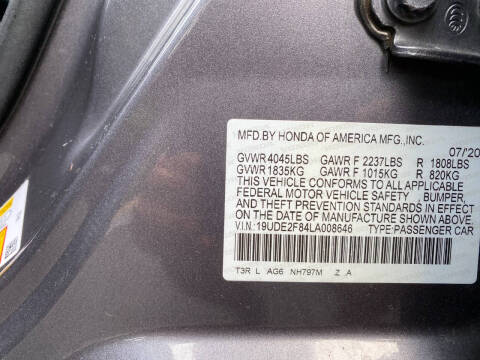 MFD.BY HONDA OF AMERICA MFG.,INC.
07/'20
GVWR 4045LBS GAWR F 2237LBS R 1808LBS
GVWR 1835KG GAWR F 1015KG R 820KG
THIS VEHICLE CONFORMS TO ALL APPLICABLE
FEDERAL MOTOR VEHICLE SAFETY , BUMPER,
AND THEFT PREVENTION STANDARDS IN EFFECT
ON THE DATE OF MANUFACTURE SHOWN ABOVE.
V.I.N: 19UDE2F84LA008646 TYPE:PASSENGER CAR
T3R L AG6 NH797M Z A